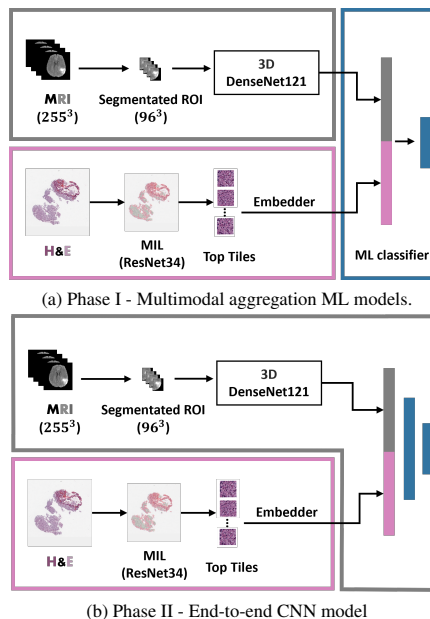 3D
DenseNet121
MRI
(255³)
Segmentated ROI
(96³)
Embedder
H&E
MIL
(ResNet34)
Top Tiles
ML classifier
(a) Phase I - Multimodal aggregation ML models.
3D
DenseNet121
MRI
(255³)
Segmentated ROI
(96³)
Embedder
H&E
MIL
(ResNet34)
Top Tiles
(b) Phase II - End-to-end CNN model